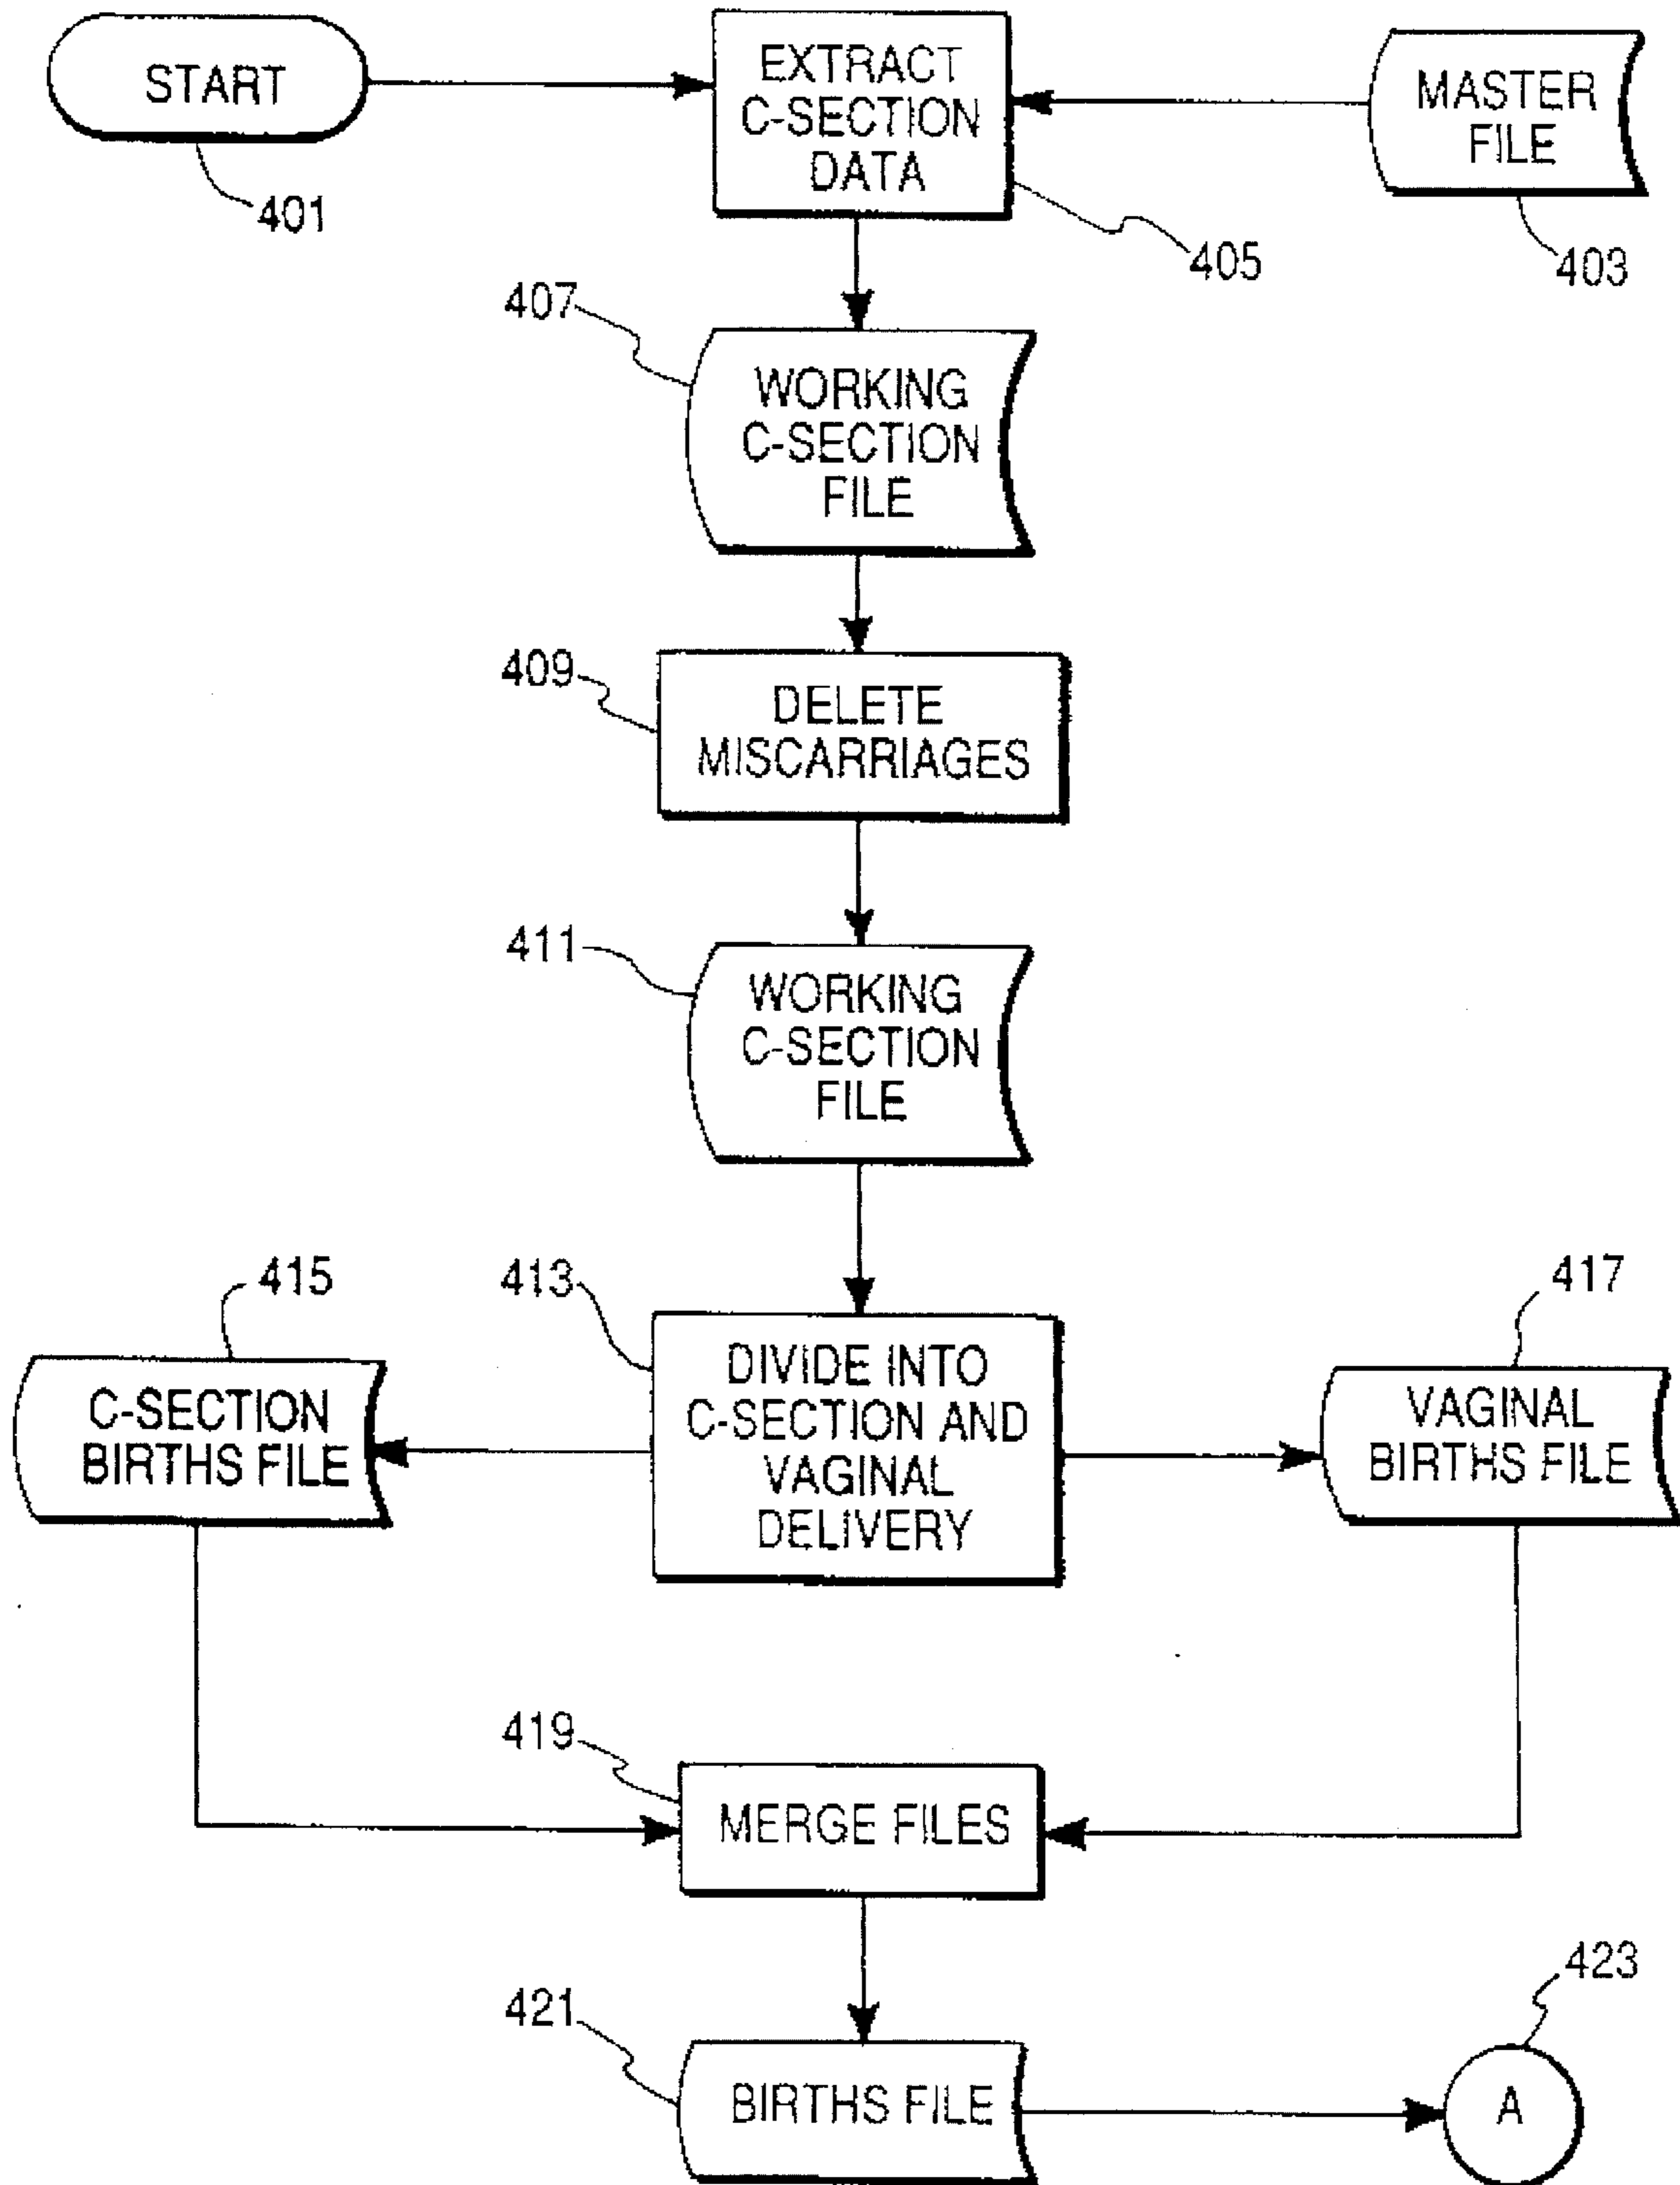 START
401
EXTRACT
C-SECTION
DATA
405
MASTER
FILE
403
407
WORKING
C-SECTION
FILE
409
DELETE
MISCARRIAGES
411
WORKING
C-SECTION
FILE
415
C-SECTION
BIRTHS FILE
413
DIVIDE INTO
C-SECTION AND
VAGINAL
DELIVERY
417
VAGINAL
BIRTHS FILE
419
MERGE FILES
421
BIRTHS FILE
423
A